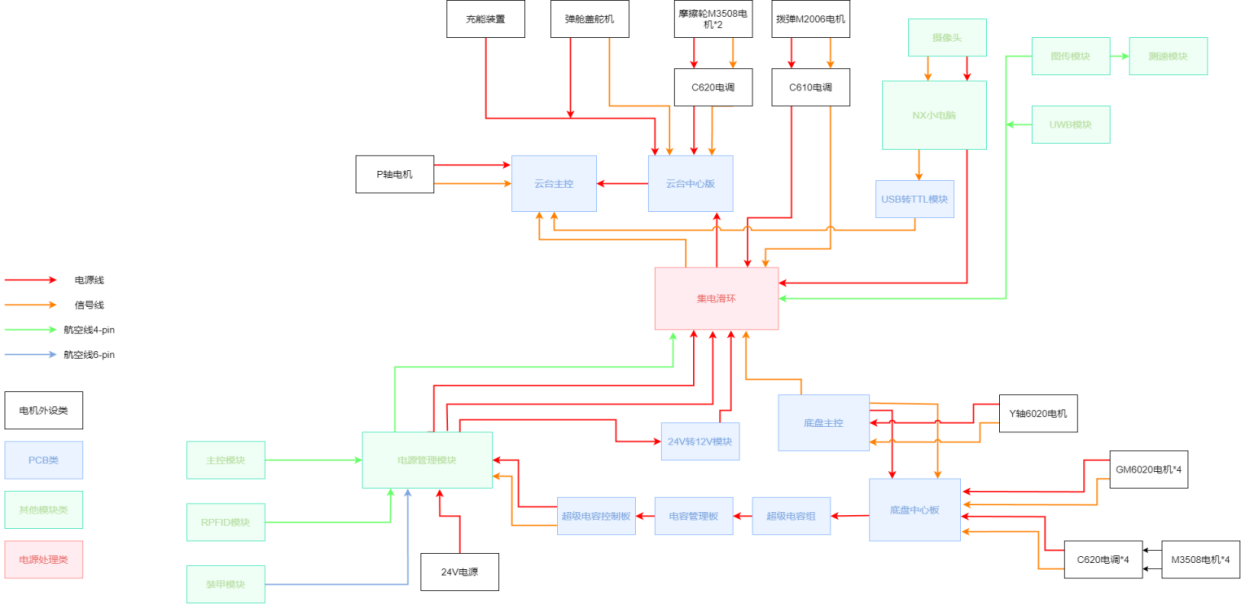 充能装置
弹舱盖舵机
摩擦轮M3508电
机*2
拨弹M2006电机
摄像头
图传模块
测速模块
C620电调
C610电调
NX小电脑
UWB模块
P轴电机
云台主控
云台中心版
USB转TTL模块
电源线
集电滑环
信号线
航空线4-pin
航空线6-pin
电机外设类
底盘主控
Y轴6020电机
24V转12V模块
PCB类
主控模块
电源管理模块
GM6020电机*4
其他模块类
RPFID模块
超级电容控制板
电容管理板
超级电容组
底盘中心板
电源处理类
24V电源
C620电调*4
M3508电机*4
装甲模块